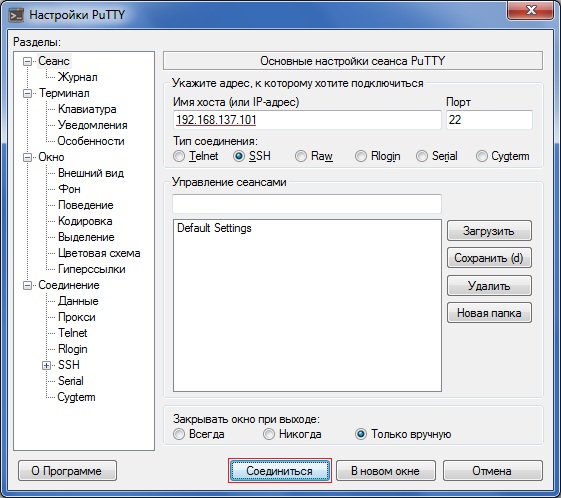 Настройки PuTTY
Разделы:
Сеанс
Журнал
Терминал
Клавиатура
Уведомления
Особенности
Окно
Внешний вид
Фон
Поведение
Кодировка
Выделение
Цветовая схема
Гиперссылки
Соединение
Данные
Прокси
Telnet
Rlogin
SSH
Serial
Cygterm
Основные настройки сеанса PuTTY
Укажите адрес, к которому хотите подключиться
Имя хоста (или IP-адрес) Порт
192.168.137.101 22
Тип соединения:
Telnet SSH Raw Rlogin Serial Cygterm
Управление сеансами
Default Settings
Загрузить
Сохранить (d)
Удалить
Новая папка
Закрывать окно при выходе:
Всегда Никогда Только вручную
О Программе Соединиться В новом окне Отмена